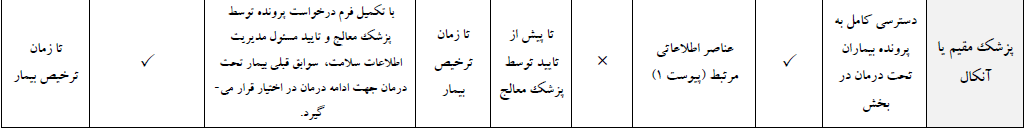 پزشک مقیم یا
آنکال
دسترسی کامل به
پرونده بیماران
تحت درمان در
بخش
✓
عناصر اطلاعاتی
مرتبط (پیوست ۱)
×
تا پیش از
تایید توسط
پزشک معالج
تا زمان
ترخیص
بیمار
با تکمیل فرم درخواست پرونده توسط
پزشک معالج و تایید مسئول مدیریت
اطلاعات سلامت، سوابق قبلی بیمار تحت
درمان جهت ادامه درمان در اختیار قرار می-
گیرد.
✓
تا زمان
ترخیص بیمار